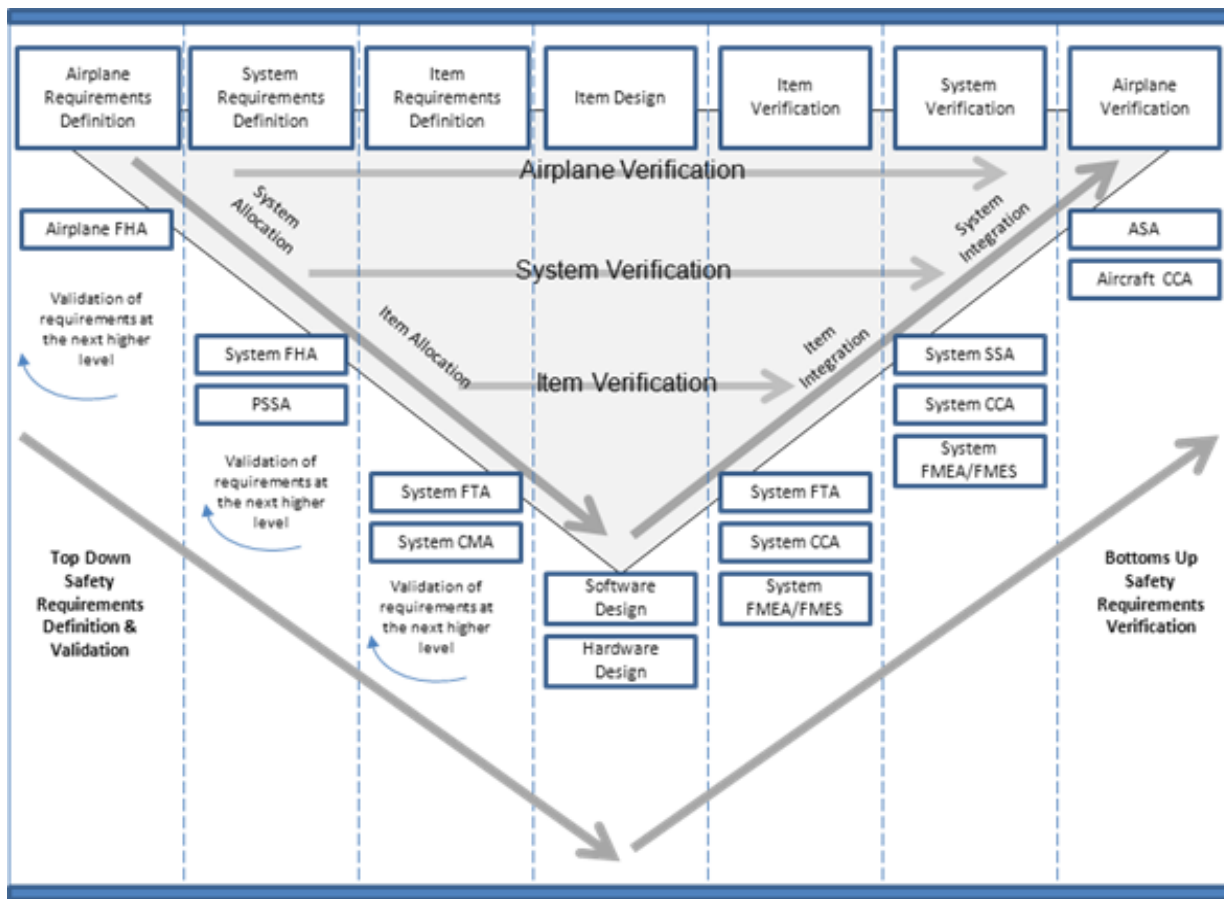 Airplane
Requirements
Definition
System
Requirements
Definition
Item
Requirements
Definition
Item Design
Item
Verification
System
Verification
Airplane
Verification
Airplane Verification
System
Allocation
System
Integration
Airplane FHA
ASA
System Verification
Aircraft CCA
Validation of
requirements at
the next higher
level
Item Allocation
Item
Integration
System FHA
System SSA
Item Verification
PSSA
System CCA
Validation of
requirements at
the next higher
level
System
FMEA/FMES
System FTA
System FTA
System CMA
System CCA
Top Down
Safety
Requirements
Definition &
Validation
Validation of
requirements at
the next higher
level
Software
Design
Hardware
Design
System
FMEA/FMES
Bottoms Up
Safety
Requirements
Verification